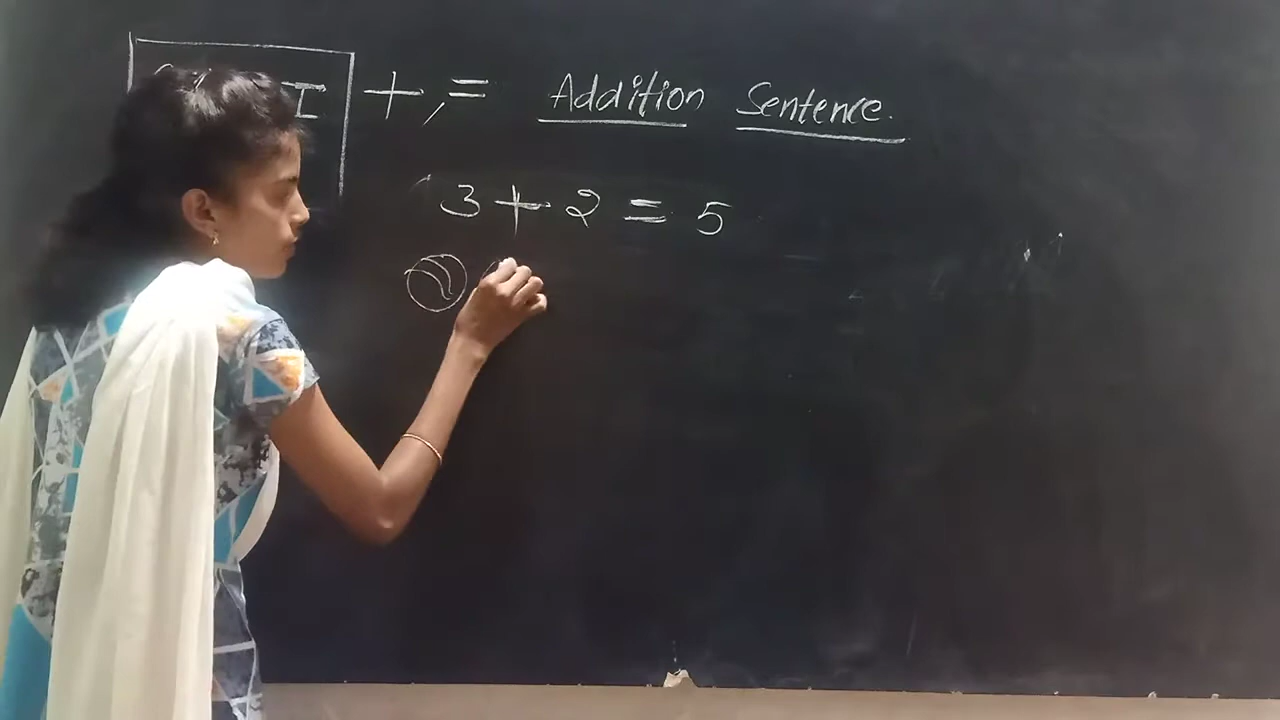 + , = Addition Sentence.
3 + 2 = 5